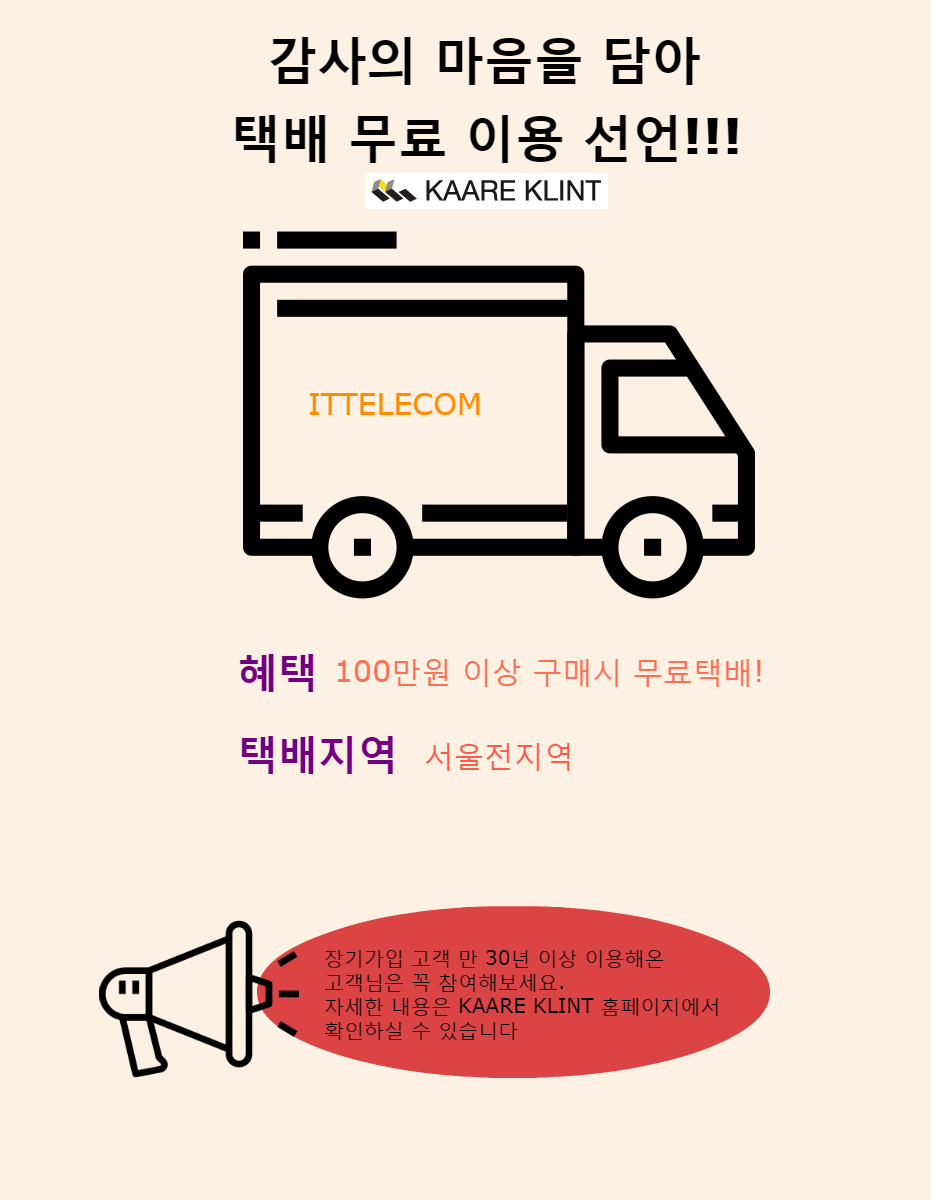 감사의 마음을 담아
택배 무료 이용 선언!!!
KAARE KLINT
ITTELECOM
혜택 100만원 이상 구매시 무료택배!
택배지역 서울전지역
장기가입 고객 만 30년 이상 이용해온
고객님은 꼭 참여해보세요.
자세한 내용은 KAARE KLINT 홈페이지에서
확인하실 수 있습니다